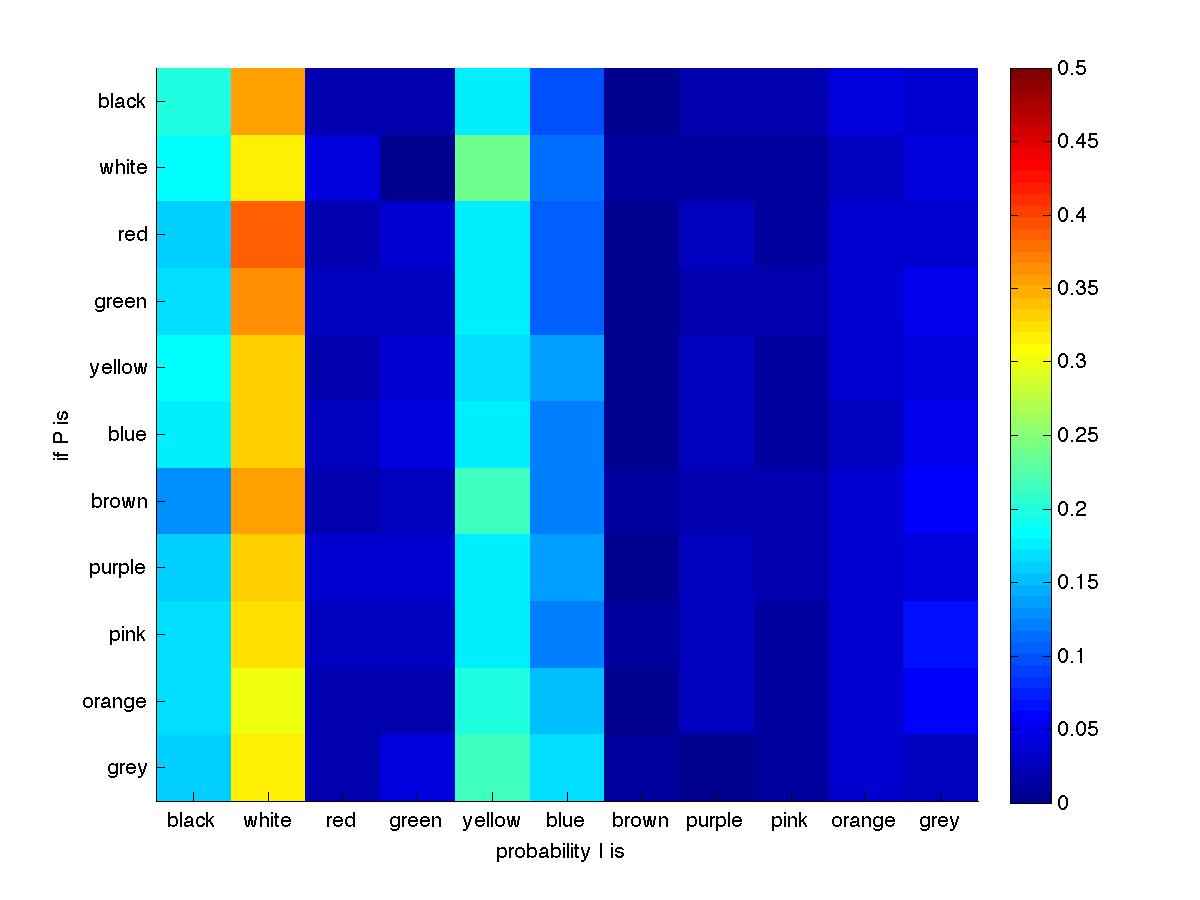 if P is
black
white
red
green
yellow
blue
brown
purple
pink
orange
grey
black white red green yellow blue brown purple pink orange grey
probability I is
0.5
0.45
0.4
0.35
0.3
0.25
0.2
0.15
0.1
0.05
0